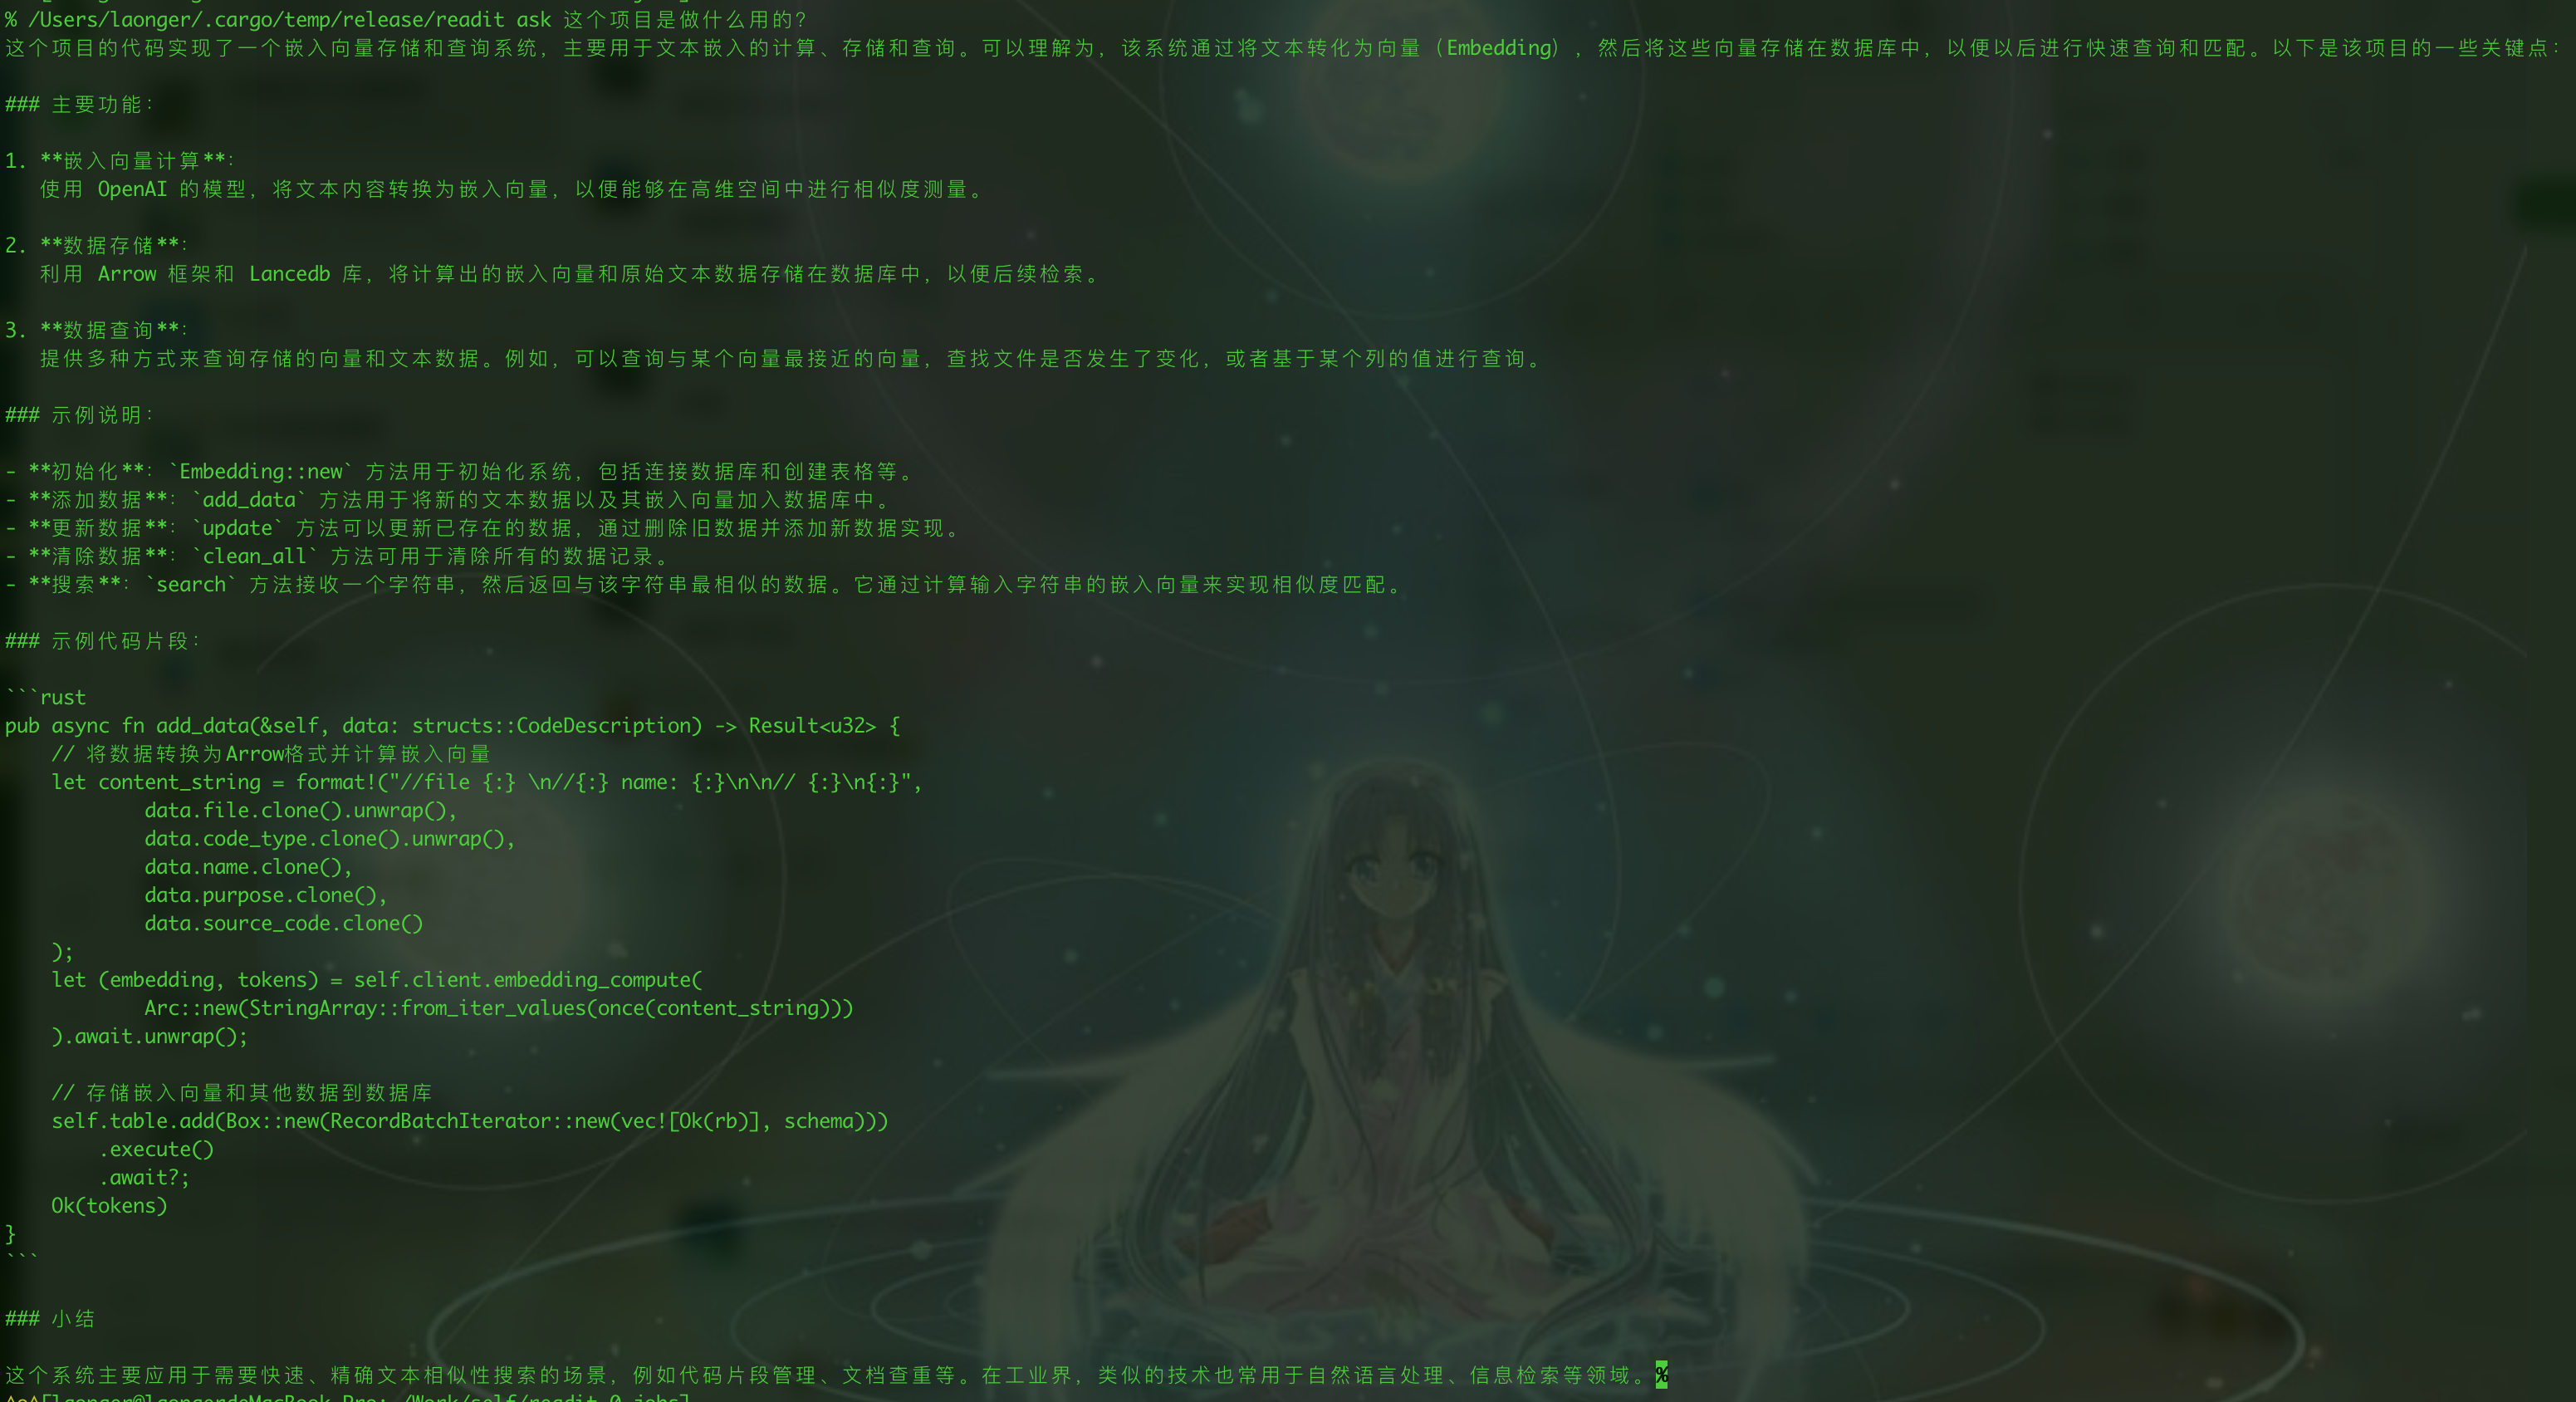 % /Users/laonger/.cargo/temp/release/readit ask 这个项目是做什么用的？
这个项目的代码实现了一个嵌入向量存储和查询系统，主要用于文本嵌入的计算、存储和查询。可以理解为，该系统通过将文本转化为向量（Embedding），然后将这些向量存储在数据库中，以便以后进行快速查询和匹配。以下是该项目的一些关键点：

### 主要功能：

1. **嵌入向量计算**：
   使用 OpenAI 的模型，将文本内容转换为嵌入向量，以便能够在高维空间中进行相似度测量。

2. **数据存储**：
   利用 Arrow 框架和 Lancedb 库，将计算出的嵌入向量和原始文本数据存储在数据库中，以便后续检索。

3. **数据查询**：
   提供多种方式来查询存储的向量和文本数据。例如，可以查询与某个向量最接近的向量，查找文件是否发生了变化，或者基于某个列的值进行查询。

### 示例说明：

- **初始化**：`Embedding::new` 方法用于初始化系统，包括连接数据库和创建表格等。
- **添加数据**：`add_data` 方法用于将新的文本数据以及其嵌入向量加入数据库中。
- **更新数据**：`update` 方法可以更新已存在的数据，通过删除旧数据并添加新数据实现。
- **清除数据**：`clean_all` 方法可用于清除所有的数据记录。
- **搜索**：`search` 方法接收一个字符串，然后返回与该字符串最相似的数据。它通过计算输入字符串的嵌入向量来实现相似度匹配。

### 示例代码片段：

```rust
pub async fn add_data(&self, data: structs::CodeDescription) -> Result<u32> {
    // 将数据转换为Arrow格式并计算嵌入向量
    let content_string = format!("//file {:} \n//{:} name: {:}\n\n// {:}\n{:}",
            data.file.clone().unwrap(),
            data.code_type.clone().unwrap(),
            data.name.clone(),
            data.purpose.clone(),
            data.source_code.clone()
    );
    let (embedding, tokens) = self.client.embedding_compute(
            Arc::new(StringArray::from_iter_values(once(content_string)))
    ).await.unwrap();

    // 存储嵌入向量和其他数据到数据库
    self.table.add(Box::new(RecordBatchIterator::new(vec![Ok(rb)], schema)))
        .execute()
        .await?;
    Ok(tokens)
}
```

### 小结

这个系统主要应用于需要快速、精确文本相似性搜索的场景，例如代码片段管理、文档查重等。在工业界，类似的技术也常用于自然语言处理、信息检索等领域。%
^o^[laonger@laongerdeMacBook-Pro:~/Work/self/readit 0 jobs]